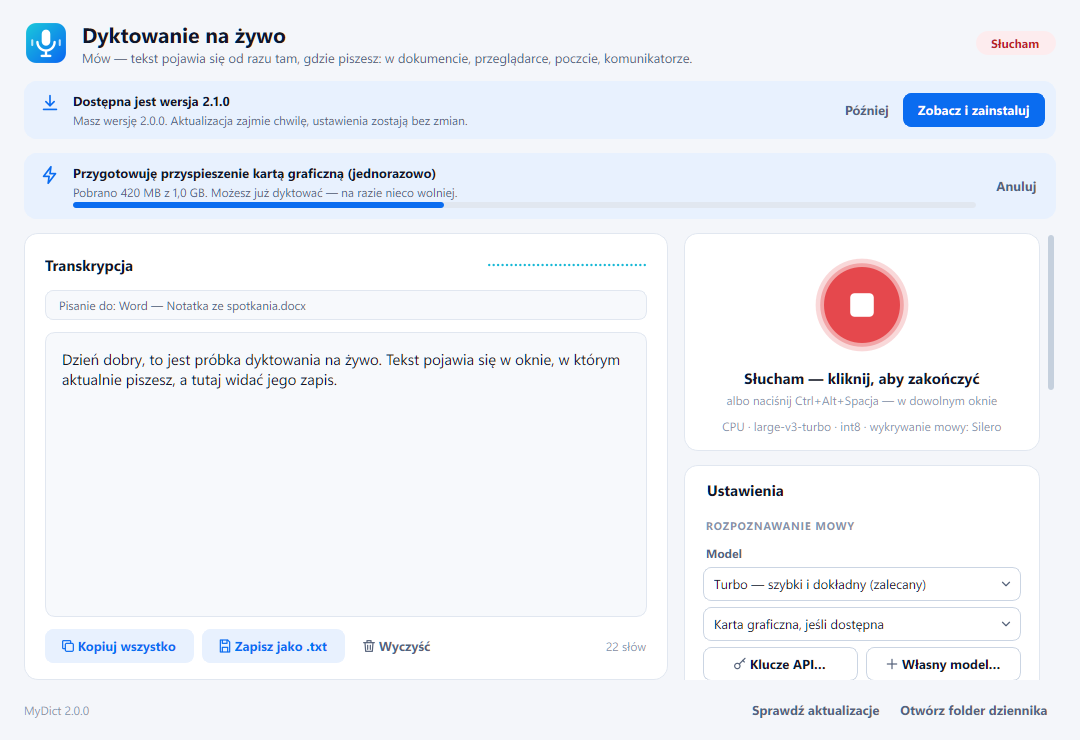 Dyktowanie na żywo
Mów — tekst pojawia się od razu tam, gdzie piszesz: w dokumencie, przeglądarce, poczcie, komunikatorze.
Słucham
Dostępna jest wersja 2.1.0
Masz wersję 2.0.0. Aktualizacja zajmie chwilę, ustawienia zostają bez zmian.
Później
Zobacz i zainstaluj
Przygotowuję przyspieszenie kartą graficzną (jednorazowo)
Pobrano 420 MB z 1,0 GB. Możesz już dyktować — na razie nieco wolniej.
Anuluj
Transkrypcja
Pisanie do: Word — Notatka ze spotkania.docx
Dzień dobry, to jest próbka dyktowania na żywo. Tekst pojawia się w oknie, w którym
aktualnie piszesz, a tutaj widać jego zapis.
Kopiuj wszystko
Zapisz jako .txt
Wyczyść
22 słów
Słucham — kliknij, aby zakończyć
albo naciśnij Ctrl+Alt+Spacja — w dowolnym oknie
CPU · large-v3-turbo · int8 · wykrywanie mowy: Silero
Ustawienia
ROZPOZNAWANIE MOWY
Model
Turbo — szybki i dokładny (zalecany)
Karta graficzna, jeśli dostępna
Klucze API...
Własny model...
MyDict 2.0.0
Sprawdź aktualizacje
Otwórz folder dziennika